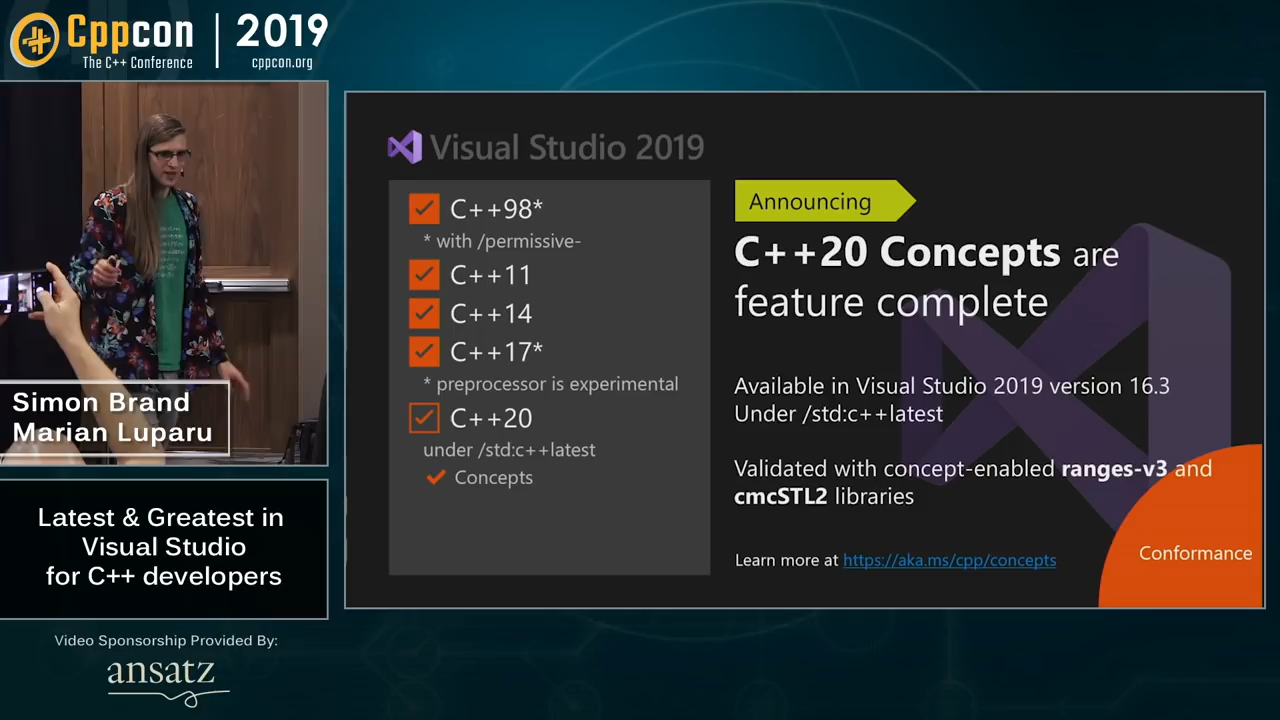 Cppcon | 2019
The C++ Conference
cppcon.org
Simon Brand
Marian Luparu
Latest & Greatest in
Visual Studio
for C++ developers
Video Sponsorship Provided By:
ansatz
Visual Studio 2019
C++98*
* with /permissive-
C++11
C++14
C++17*
* preprocessor is experimental
C++20
under /std:c++latest
Concepts
Announcing
C++20 Concepts are
feature complete
Available in Visual Studio 2019 version 16.3
Under /std:c++latest
Validated with concept-enabled ranges-v3 and
cmcSTL2 libraries
Learn more at https://aka.ms/cpp/concepts
Conformance